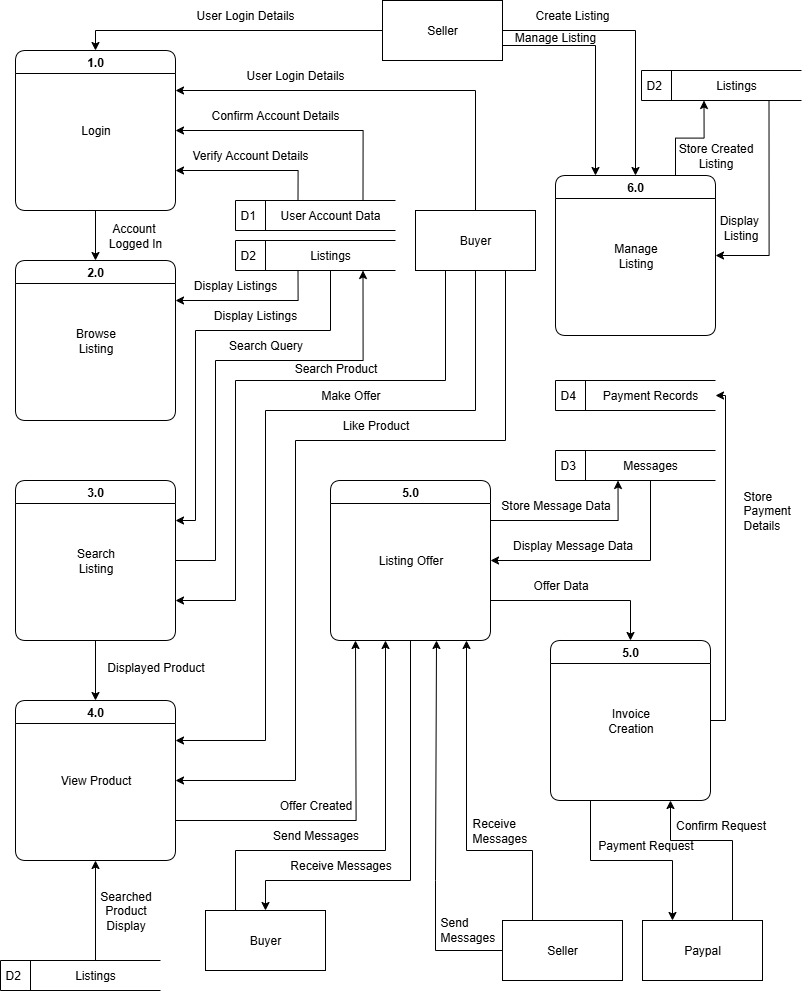 User Login Details
Seller
Create Listing
Manage Listing
1.0
Login
User Login Details
Confirm Account Details
Verify Account Details
D2
Listings
Store Created
Listing
6.0
Manage
Listing
Display
Listing
D1
User Account Data
Buyer
Account
Logged In
D2
Listings
2.0
Browse
Listing
Display Listings
Display Listings
Search Query
Search Product
Make Offer
Like Product
D4
Payment Records
D3
Messages
3.0
Search
Listing
5.0
Listing Offer
Store Message Data
Display Message Data
Offer Data
Store
Payment
Details
Displayed Product
5.0
Invoice
Creation
4.0
View Product
Offer Created
Send Messages
Receive Messages
Receive
Messages
Confirm Request
Payment Request
Searched
Product
Display
Buyer
Send
Messages
Seller
Paypal
D2
Listings